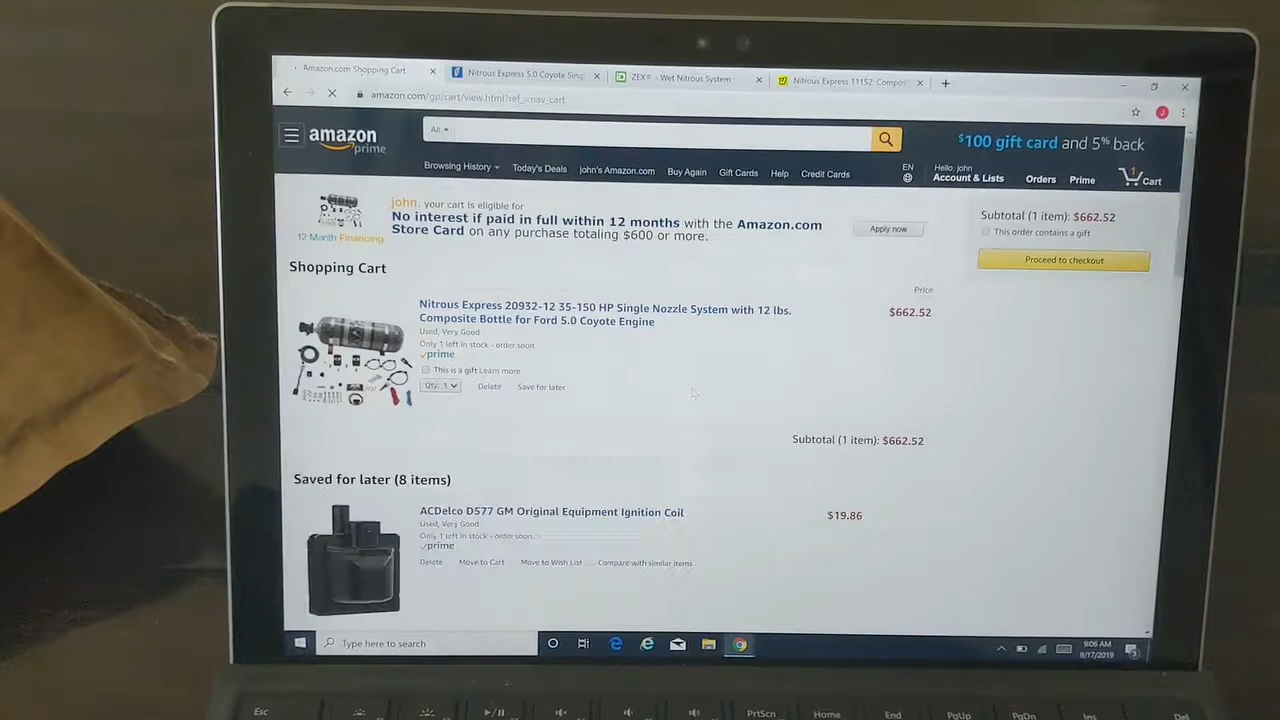 Amazon.com Shopping Cart
Nitrous Express 5.0 Coyote Sing
ZEX® - Wet Nitrous System
Nitrous Express 11152: Compo
amazon.com/gp/cart/view.html?ref_=nav_cart
J
amazon
prime
All
$100 gift card and 5% back
Browsing History
Today's Deals
john's Amazon.com
Buy Again
Gift Cards
Help
Credit Cards
EN
Hello, john
Account & Lists
Orders
Prime
1
Cart
john, your cart is eligible for
No interest if paid in full within 12 months with the Amazon.com
Store Card on any purchase totaling $600 or more.
12 Month Financing
Apply now
Subtotal (1 item): $662.52
This order contains a gift
Proceed to checkout
Shopping Cart
Price
Nitrous Express 20932-12 35-150 HP Single Nozzle System with 12 lbs.
Composite Bottle for Ford 5.0 Coyote Engine
$662.52
Used, Very Good
Only 1 left in stock - order soon.
prime
This is a gift Learn more
Qty: 1
Delete
Save for later
Subtotal (1 item): $662.52
Saved for later (8 items)
ACDelco D577 GM Original Equipment Ignition Coil
$19.86
Used, Very Good
Only 1 left in stock - order soon.
prime
Delete
Move to Cart
Move to Wish List
Compare with similar items
Type here to search
9:06 AM
9/17/2019
3
Esc
PrtScn
Home
End
PgUp
PgDn
Ins
Del